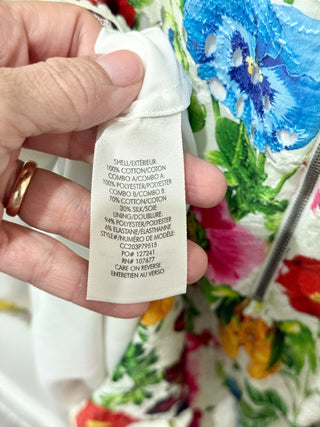 SHELL/EXTÉRIEUR:
100% COTTON/COTON
COMBO A/COMBO A:
100% POLYESTER/POLYESTER
COMBO B/COMBO B:
70% COTTON/COTON
30% SILK/SOIE
LINING/DOUBLURE:
94% POLYESTER/POLYESTER
6% ELASTANE/ÉLASTHANNE
STYLE#/NUMÉRO DE MODÈLE:
CC203P79515
PO# 127241
RN# 107677
CARE ON REVERSE
ENTRETIEN AU VERSO